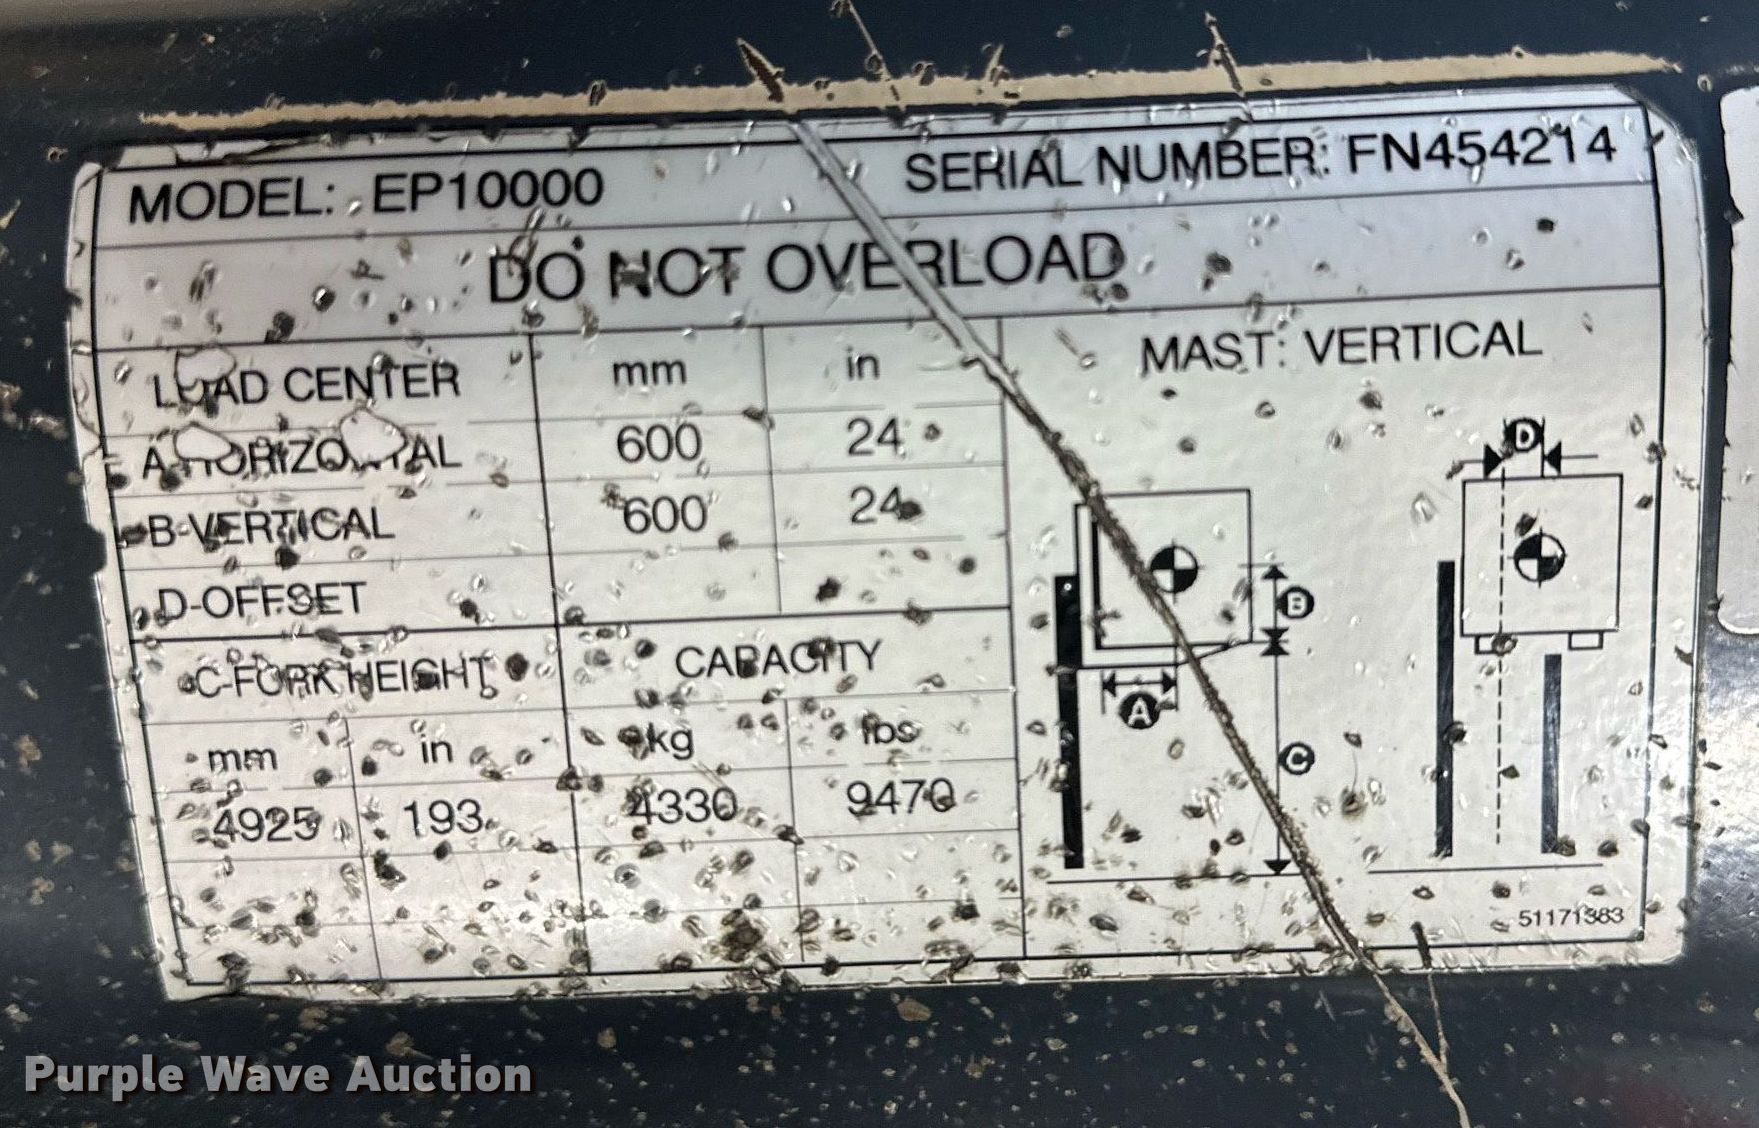 MODEL: EP10000 SERIAL NUMBER: FN454214
DO NOT OVERLOAD
LOAD CENTER mm in MAST: VERTICAL
A-HORIZONTAL 600 24
B-VERTICAL 600 24
D-OFFSET
C-FORK HEIGHT CAPACITY
mm in kg lbs
4925 193 4330 9470
D
B
A
C
51171383
Purple Wave Auction